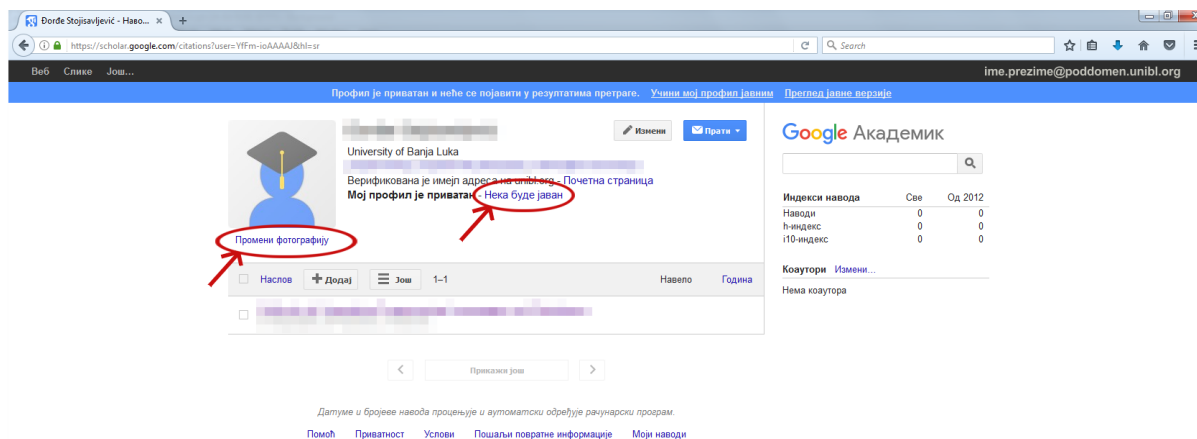 Đorđe Stojisavljević - Наво...
https://scholar.google.com/citations?user=YfFm-ioAAAAJ&hl=sr
Search
Веб Слике Још...
ime.prezime@poddomen.unibl.org
Профил је приватан и неће се појавити у резултатима претраге. Учини мој профил јавним Преглед јавне верзије
Измени
Прати
University of Banja Luka
Верификована је имејл адреса на unibl.org - Почетна страница
Мој профил је приватан - Нека буде јаван
Промени фотографију
Наслов
Додај
Још
1–1
Навело
Година
Прикажи још
Датуме и бројеве навода процењује и аутоматски одређује рачунарски програм.
Помоћ Приватност Услови Пошаљи повратне информације Моји наводи
Google Академик
Индекси навода Све Од 2012
Наводи 0 0
h-индекс 0 0
i10-индекс 0 0
Коаутори Измени...
Нема коаутора